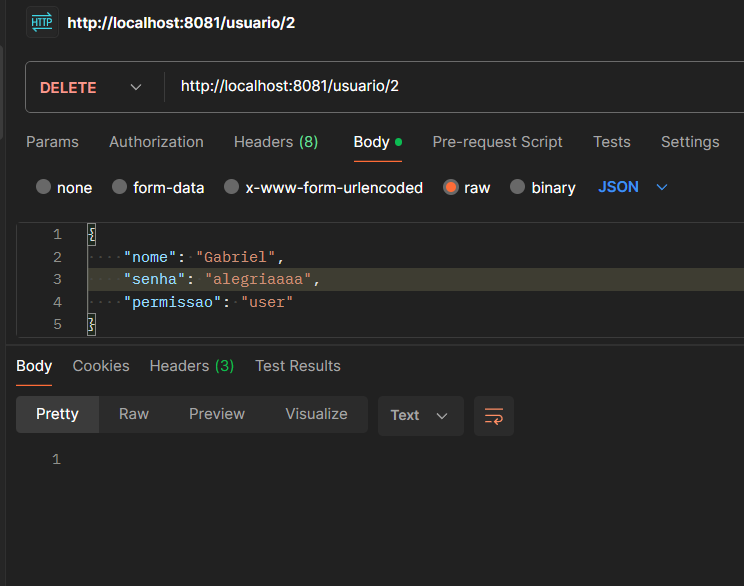 HTTP http://localhost:8081/usuario/2
DELETE http://localhost:8081/usuario/2
Params Authorization Headers (8) Body Pre-request Script Tests Settings
none form-data x-www-form-urlencoded raw binary JSON
1 {
2 ····"nome":·"Gabriel",
3 ····"senha":·"alegriaaaa",
4 ····"permissao":·"user"
5 }
Body Cookies Headers (3) Test Results
Pretty Raw Preview Visualize Text
1